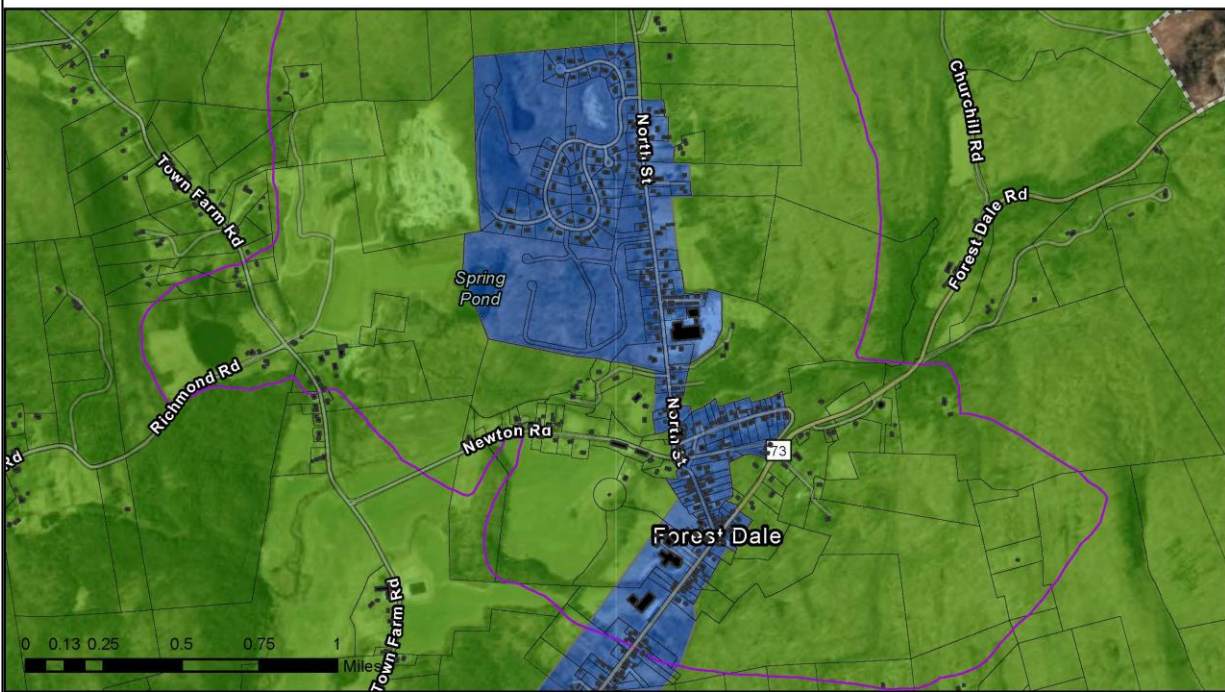 Churchill Rd
North St
Town Farm Rd
Forest Dale Rd
Spring
Pond
Richmond Rd
North St
Newton Rd
Rd
73
Forest Dale
Town Farm Rd
0 0.13 0.25 0.5 0.75 1
Miles